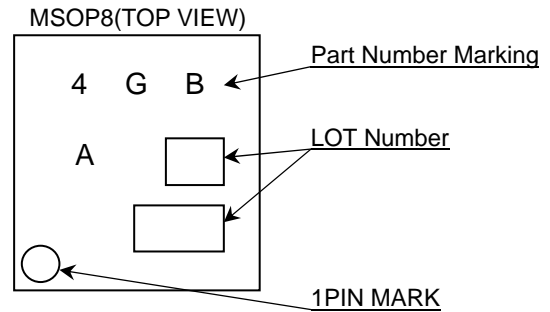 MSOP8(TOP VIEW)
4 G B
Part Number Marking
A
LOT Number
1PIN MARK